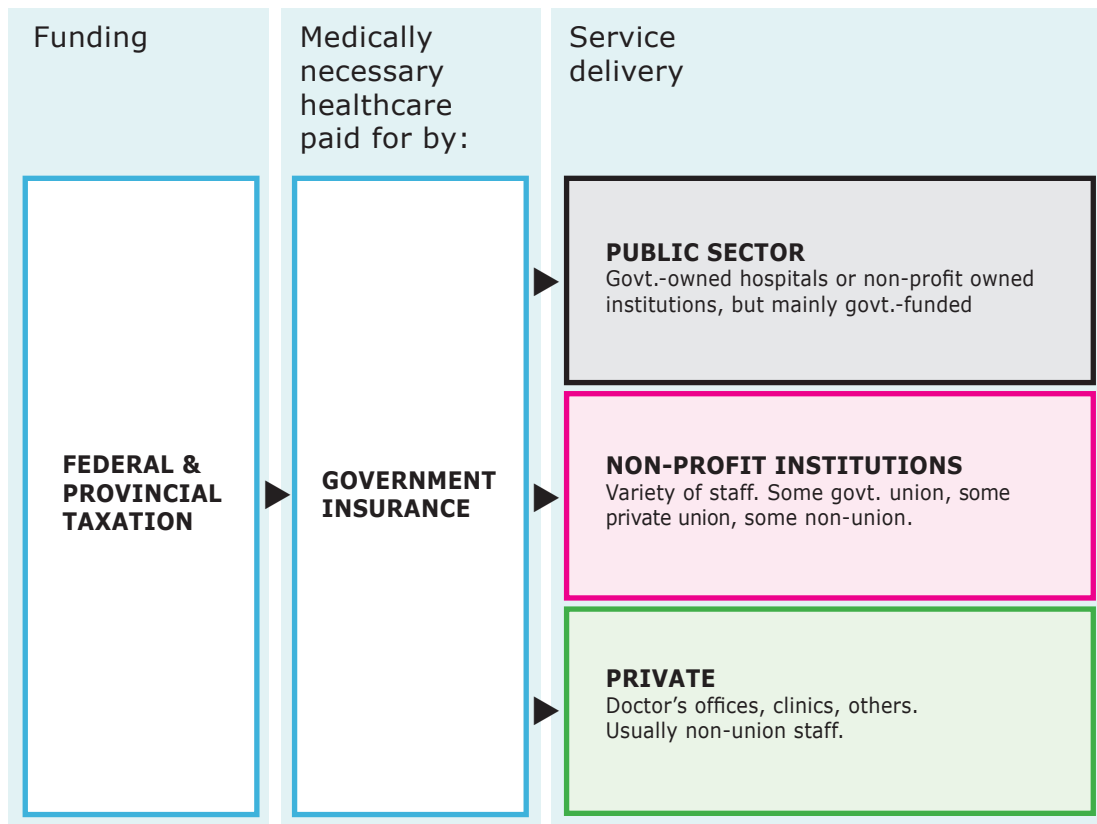 Funding
Medically
necessary
healthcare
paid for by:
Service
delivery
FEDERAL &
PROVINCIAL
TAXATION
GOVERNMENT
INSURANCE
PUBLIC SECTOR
Govt.-owned hospitals or non-profit owned
institutions, but mainly govt.-funded
NON-PROFIT INSTITUTIONS
Variety of staff. Some govt. union, some
private union, some non-union.
PRIVATE
Doctor’s offices, clinics, others.
Usually non-union staff.